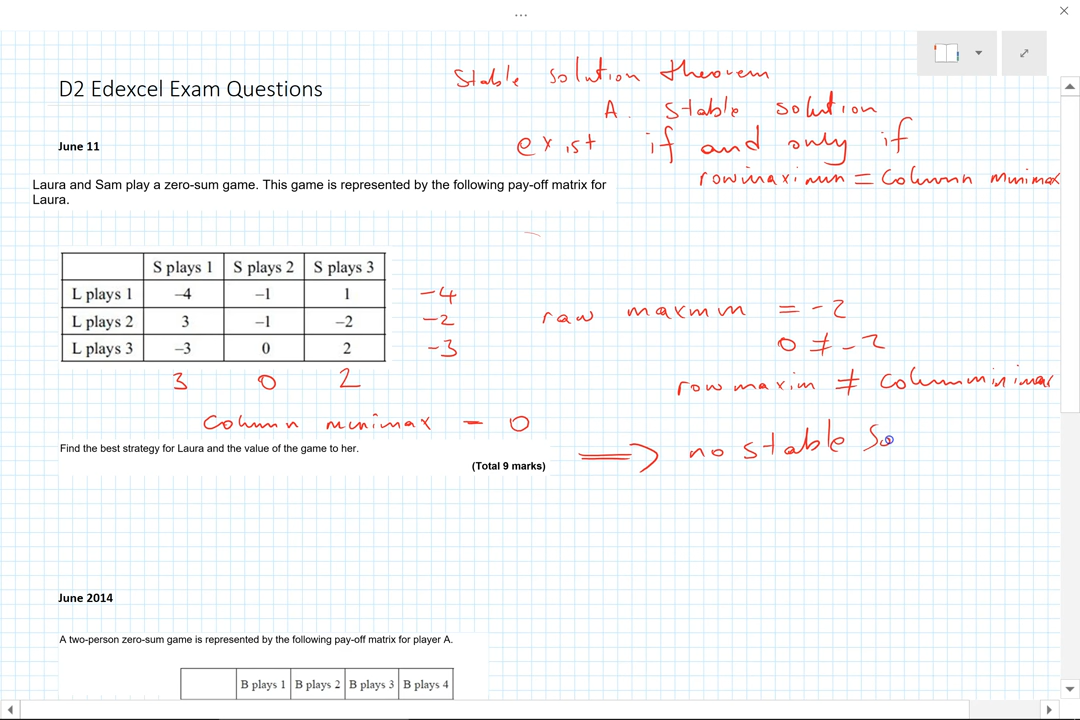 D2 Edexcel Exam Questions
Stable solution theorem
A. stable solution
exist if and only if
row maximin = Column minimax
June 11
Laura and Sam play a zero-sum game. This game is represented by the following pay-off matrix for
Laura.
S plays 1 S plays 2 S plays 3
L plays 1 –4 –1 1 -4
L plays 2 3 –1 –2 -2
L plays 3 –3 0 2 -3
3 0 2
raw maxmin = -2
0 ≠ -2
row maxim ≠ Columminimax
Column minimax = 0
Find the best strategy for Laura and the value of the game to her.
(Total 9 marks)
⟹ no stable So
June 2014
A two-person zero-sum game is represented by the following pay-off matrix for player A.
B plays 1 B plays 2 B plays 3 B plays 4